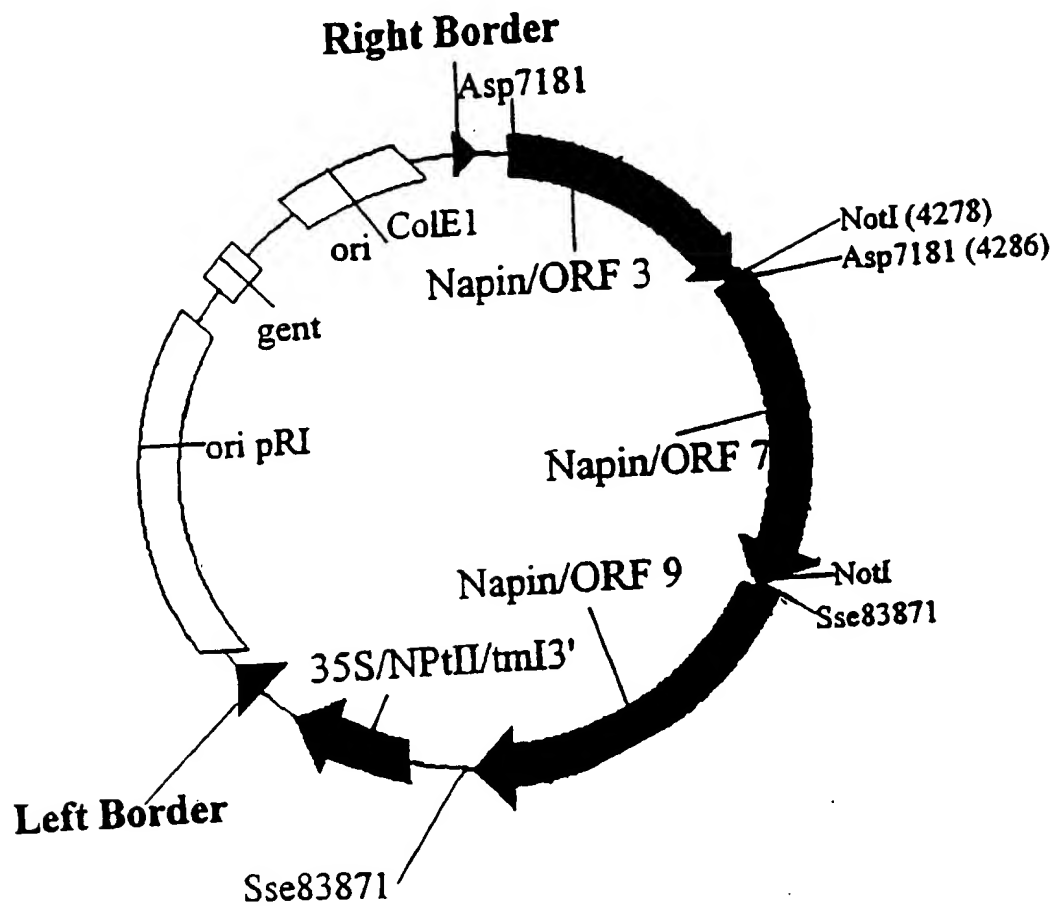 Right Border
Asp7181
ori
ColE1
NotI (4278)
Asp7181 (4286)
Napin/ORF 3
gent
ori pRI
Napin/ORF 7
Napin/ORF 9
NotI
Sse83871
35S/NPtII/tmI3'
Left Border
Sse83871